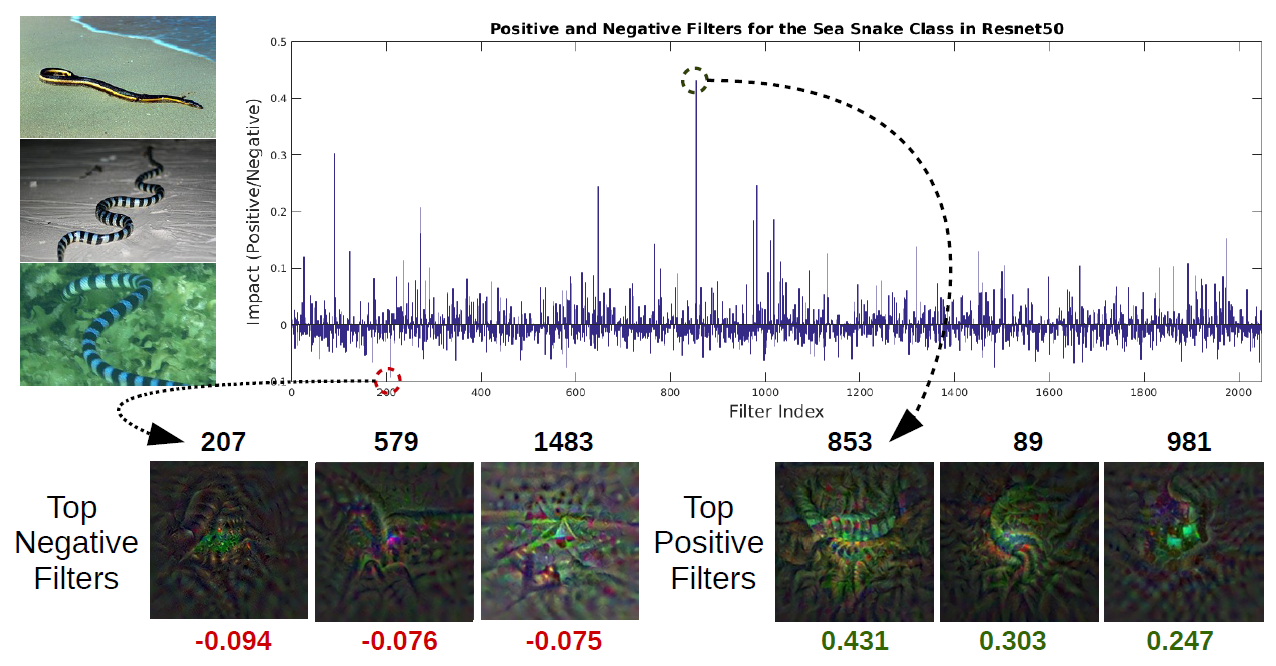 Positive and Negative Filters for the Sea Snake Class in Resnet50
Impact (Positive/Negative)
0.5
0.4
0.3
0.2
0.1
0
0.1
0 200 400 600 800 1000 1200 1400 1600 1800 2000
Filter Index
207 579 1483 853 89 981
Top
Negative
Filters
Top
Positive
Filters
-0.094 -0.076 -0.075 0.431 0.303 0.247